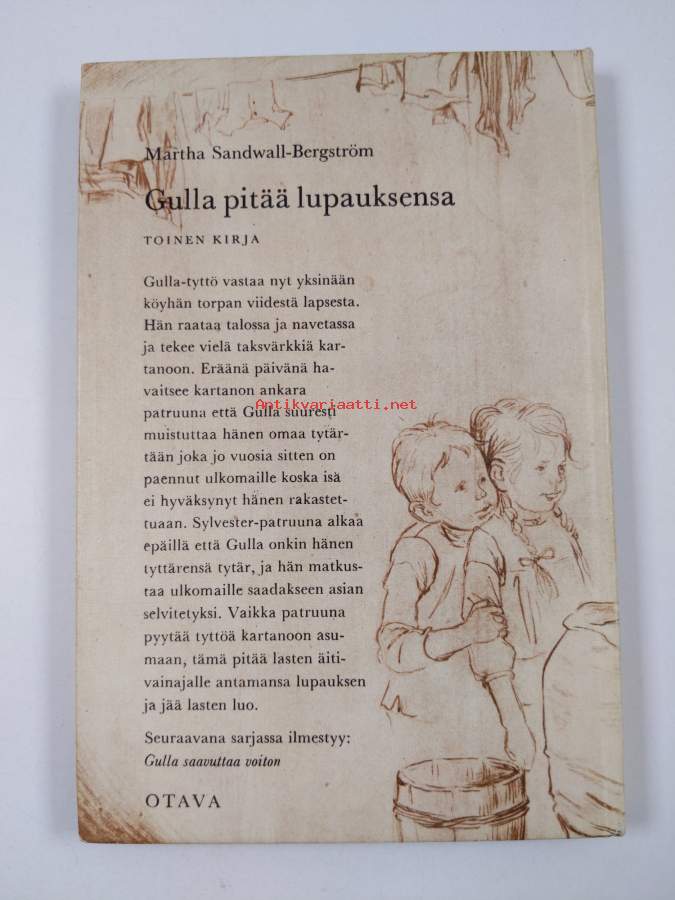 Martha Sandwall-Bergström
Gulla pitää lupauksensa
TOINEN KIRJA
Gulla-tyttö vastaa nyt yksinään
köyhän torpan viidestä lapsesta.
Hän raataa talossa ja navetassa
ja tekee vielä taksvärkkiä kar-
tanoon. Eräänä päivänä ha-
vaitsee kartanon ankara
Antikvariaatti.net
patruuna että Gulla suuresti
muistuttaa hänen omaa tytär-
tään joka jo vuosia sitten on
paennut ulkomaille koska isä
ei hyväksynyt hänen rakastet-
tuaan. Sylvester-patruuna alkaa
epäillä että Gulla onkin hänen
tyttärensä tytär, ja hän matkus-
taa ulkomaille saadakseen asian
selvitetyksi. Vaikka patruuna
pyytää tyttöä kartanoon asu-
maan, tämä pitää lasten äiti-
vainajalle antamansa lupauksen
ja jää lasten luo.
Seuraavana sarjassa ilmestyy:
Gulla saavuttaa voiton
OTAVA